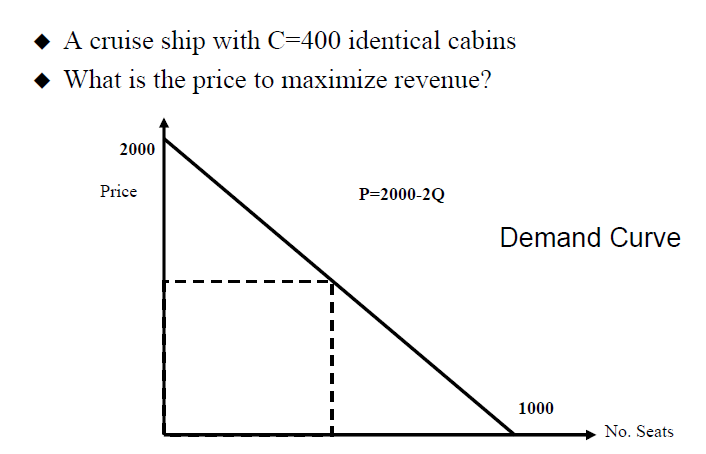 ◆ A cruise ship with C=400 identical cabins
◆ What is the price to maximize revenue?
2000
Price
P=2000-2Q
Demand Curve
1000
No. Seats